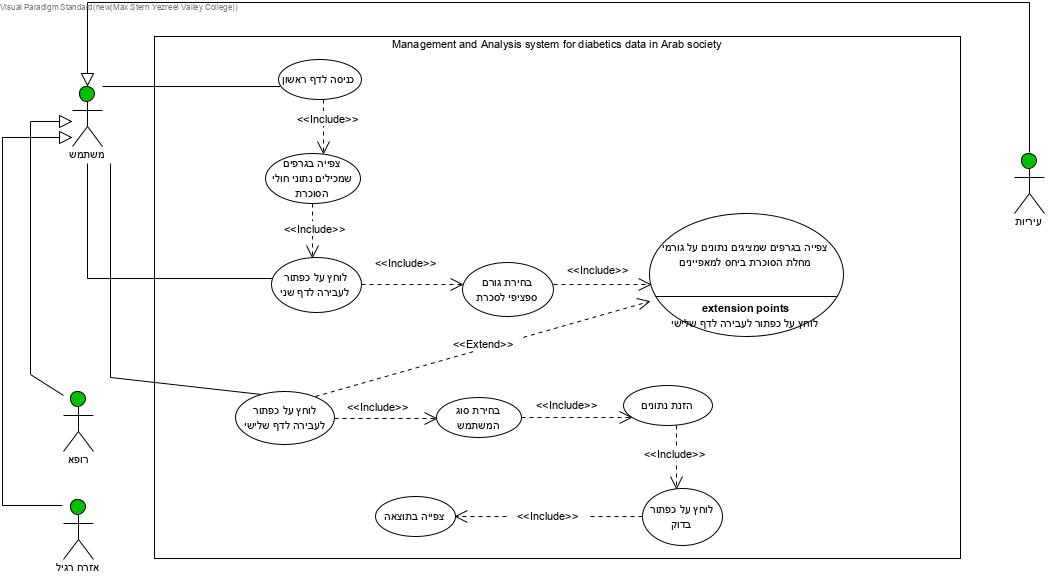 Visual Paradigm Standard(new(Max Stern Yezreel Valley College))
Management and Analysis system for diabetics data in Arab society
כניסה לדף ראשון
<<Include>>
משתמש
צפייה בגרפים
שמכילים נתוני חולי
הסוכרת
עיריות
<<Include>>
צפייה בגרפים שמציגים נתונים על גורמי
מחלת הסוכרת ביחס למאפיינים
extension points
לוחץ על כפתור לעבירה לדף שלישי
<<Include>>
<<Include>>
לוחץ על כפתור
לעבירה לדף שני
בחירת גורם
ספציפי לסכרת
<<Extend>>
לוחץ על כפתור
לעבירה לדף שלישי
<<Include>>
בחירת סוג
המשתמש
<<Include>>
הזנת נתונים
רופא
<<Include>>
לוחץ על כפתור
בדוק
<<Include>>
צפייה בתוצאה
אזרח רגיל